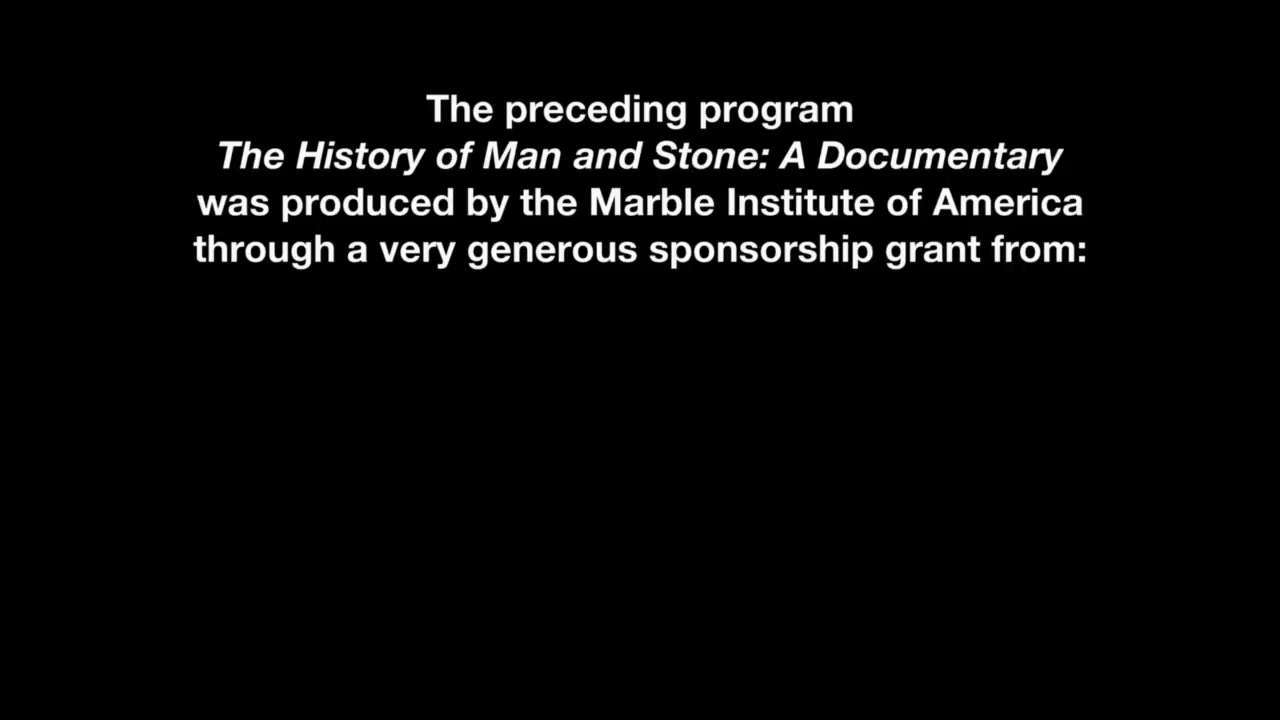 The preceding program
The History of Man and Stone: A Documentary
was produced by the Marble Institute of America
through a very generous sponsorship grant from: